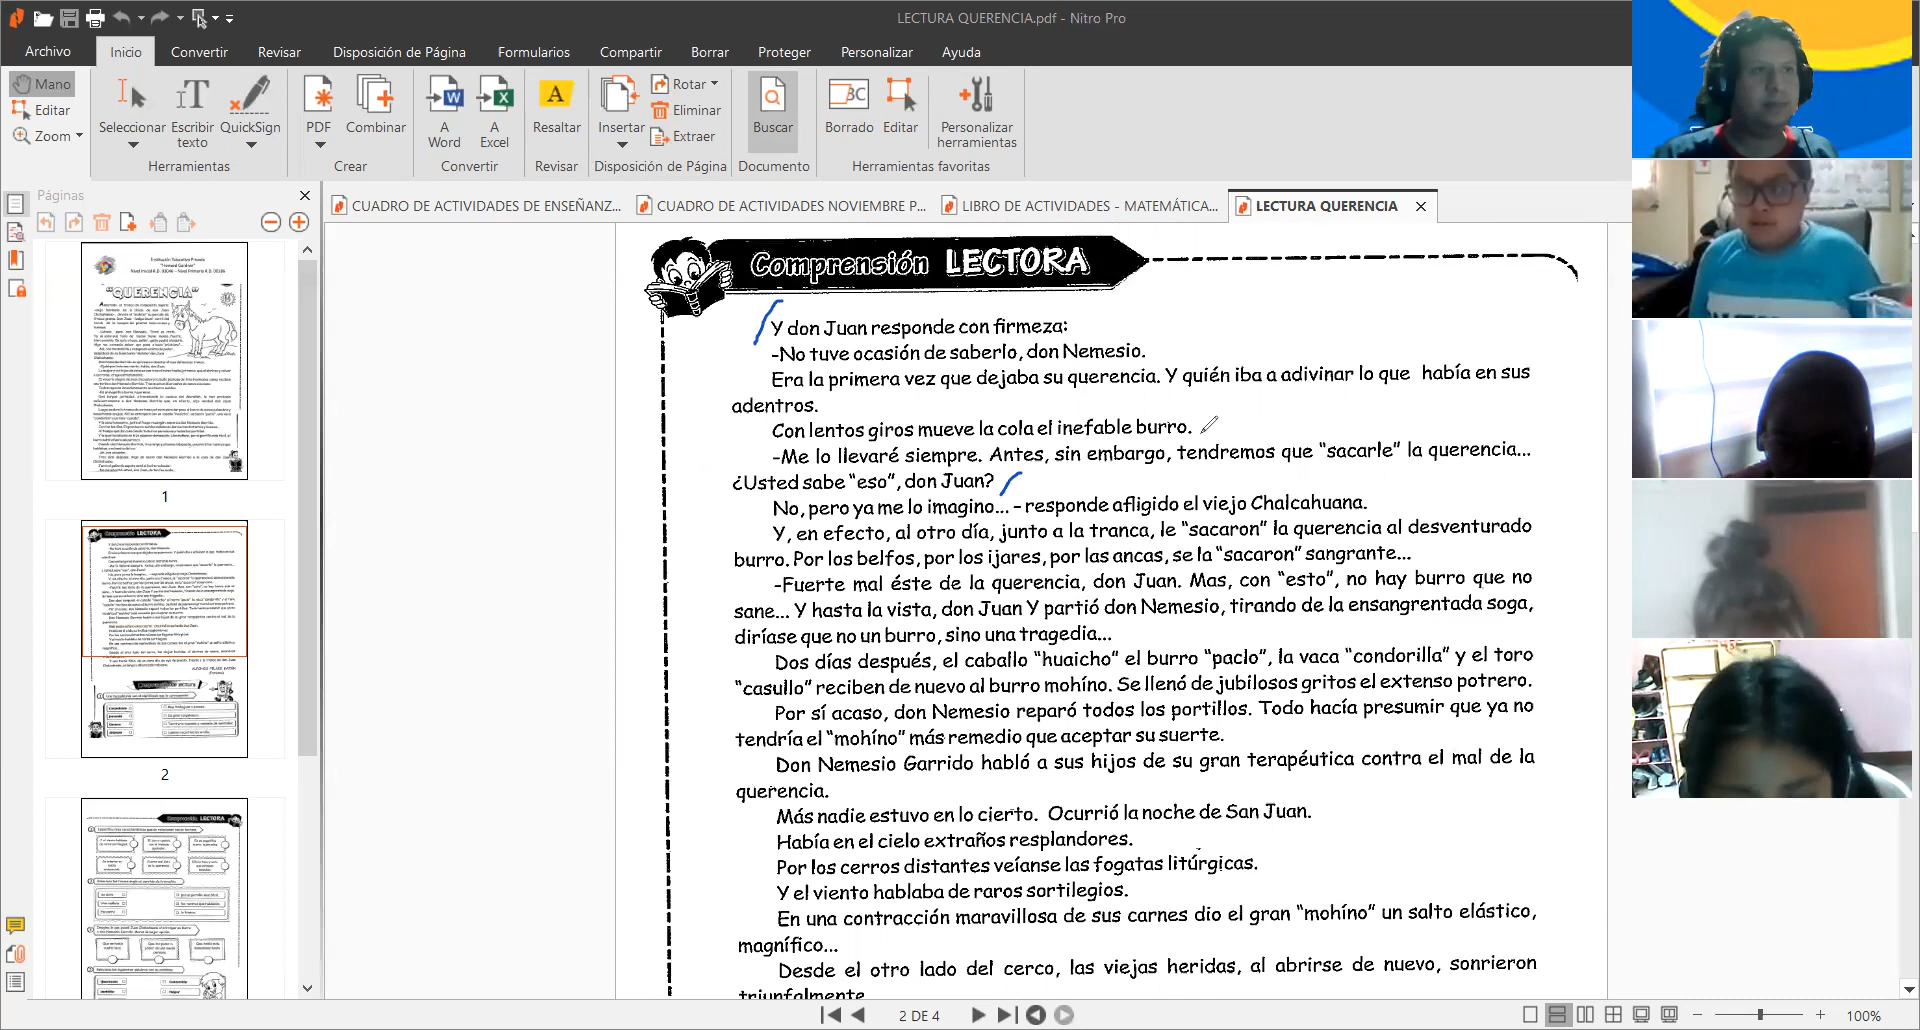 LECTURA QUERENCIA.pdf - Nitro Pro
Archivo
Inicio
Convertir
Revisar
Disposición de Página
Formularios
Compartir
Borrar
Proteger
Personalizar
Ayuda
Mano
Editar
Zoom
Seleccionar
Escribir texto
QuickSign
Herramientas
PDF
Combinar
Crear
A Word
A Excel
Convertir
Resaltar
Revisar
Insertar
Rotar
Eliminar
Extraer
Disposición de Página
Buscar
Documento
Borrado
Editar
Personalizar herramientas
Herramientas favoritas
Páginas
CUADRO DE ACTIVIDADES DE ENSEÑANZ...
CUADRO DE ACTIVIDADES NOVIEMBRE P...
LIBRO DE ACTIVIDADES - MATEMÁTICA...
LECTURA QUERENCIA
"QUERENCIA"
1
2
Comprensión LECTORA
Y don Juan responde con firmeza:
-No tuve ocasión de saberlo, don Nemesio.
Era la primera vez que dejaba su querencia. Y quién iba a adivinar lo que había en sus
adentros.
Con lentos giros mueve la cola el inefable burro.
-Me lo llevaré siempre. Antes, sin embargo, tendremos que "sacarle" la querencia...
¿Usted sabe "eso", don Juan?
No, pero ya me lo imagino... – responde afligido el viejo Chalcahuana.
Y, en efecto, al otro día, junto a la tranca, le "sacaron" la querencia al desventurado
burro. Por los belfos, por los ijares, por las ancas, se la "sacaron" sangrante...
-Fuerte mal éste de la querencia, don Juan. Mas, con "esto", no hay burro que no
sane... Y hasta la vista, don Juan Y partió don Nemesio, tirando de la ensangrentada soga,
diríase que no un burro, sino una tragedia...
Dos días después, el caballo "huaicho" el burro "paclo", la vaca "condorilla" y el toro
"casullo" reciben de nuevo al burro mohíno. Se llenó de jubilosos gritos el extenso potrero.
Por sí acaso, don Nemesio reparó todos los portillos. Todo hacía presumir que ya no
tendría el "mohíno" más remedio que aceptar su suerte.
Don Nemesio Garrido habló a sus hijos de su gran terapéutica contra el mal de la
querencia.
Más nadie estuvo en lo cierto. Ocurrió la noche de San Juan.
Había en el cielo extraños resplandores.
Por los cerros distantes veíanse las fogatas litúrgicas.
Y el viento hablaba de raros sortilegios.
En una contracción maravillosa de sus carnes dio el gran "mohíno" un salto elástico,
magnífico...
Desde el otro lado del cerco, las viejas heridas, al abrirse de nuevo, sonrieron
triunfalmente
2 DE 4
100%